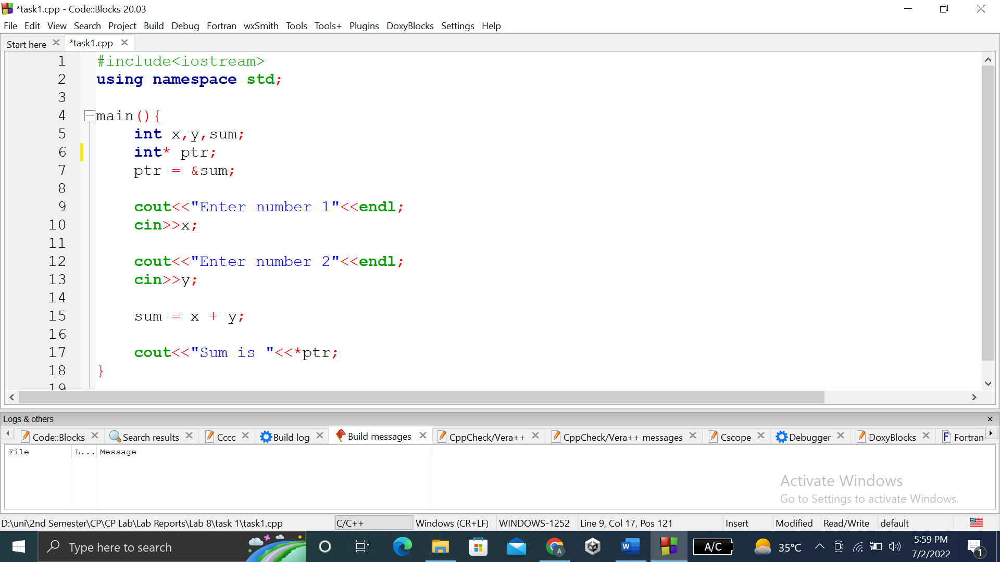 *task1.cpp - Code::Blocks 20.03
File Edit View Search Project Build Debug Fortran wxSmith Tools Tools+ Plugins DoxyBlocks Settings Help
Start here *task1.cpp
1 #include<iostream>
2 using namespace std;
3
4 main(){
5 int x,y,sum;
6 int* ptr;
7 ptr = &sum;
8
9 cout<<"Enter number 1"<<endl;
10 cin>>x;
11
12 cout<<"Enter number 2"<<endl;
13 cin>>y;
14
15 sum = x + y;
16
17 cout<<"Sum is "<<*ptr;
18 }
19
Logs & others
Code::Blocks Search results Cccc Build log Build messages CppCheck/Vera++ CppCheck/Vera++ messages Cscope Debugger DoxyBlocks Fortran
File L... Message
Activate Windows
Go to Settings to activate Windows.
D:\uni\2nd Semester\CP\CP Lab\Lab Reports\Lab 8\task 1\task1.cpp C/C++ Windows (CR+LF) WINDOWS-1252 Line 9, Col 17, Pos 121 Insert Modified Read/Write default
Type here to search A/C 35°C 5:59 PM
7/2/2022 1